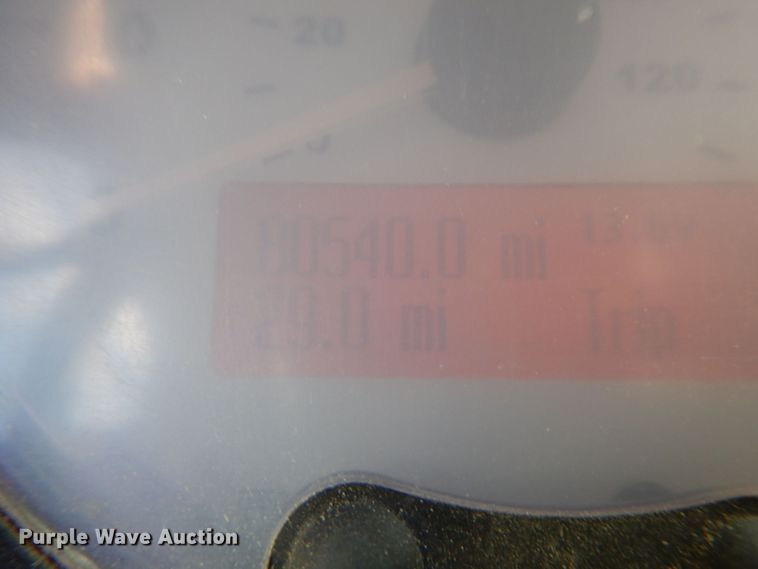 20
120
80540.0 mi
29.0 mi Trip
Purple Wave Auction